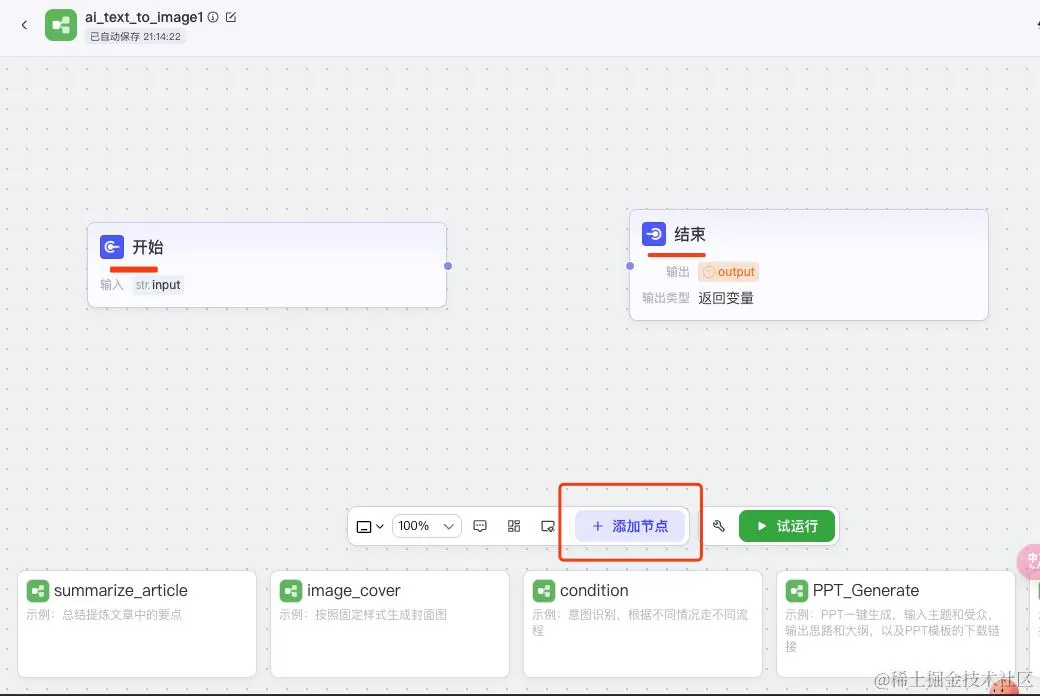 ai_text_to_image1
已自动保存 21:14:22
开始
输入 str. input
结束
输出 output
输出类型 返回变量
100%
+ 添加节点
试运行
summarize_article
示例：总结提炼文章中的要点
image_cover
示例：按照固定样式生成封面图
condition
示例：意图识别，根据不同情况走不同流
程
PPT_Generate
示例：PPT一键生成，输入主题和受众，
输出思路和大纲，以及PPT模板的下载链
接
@稀土掘金技术社区